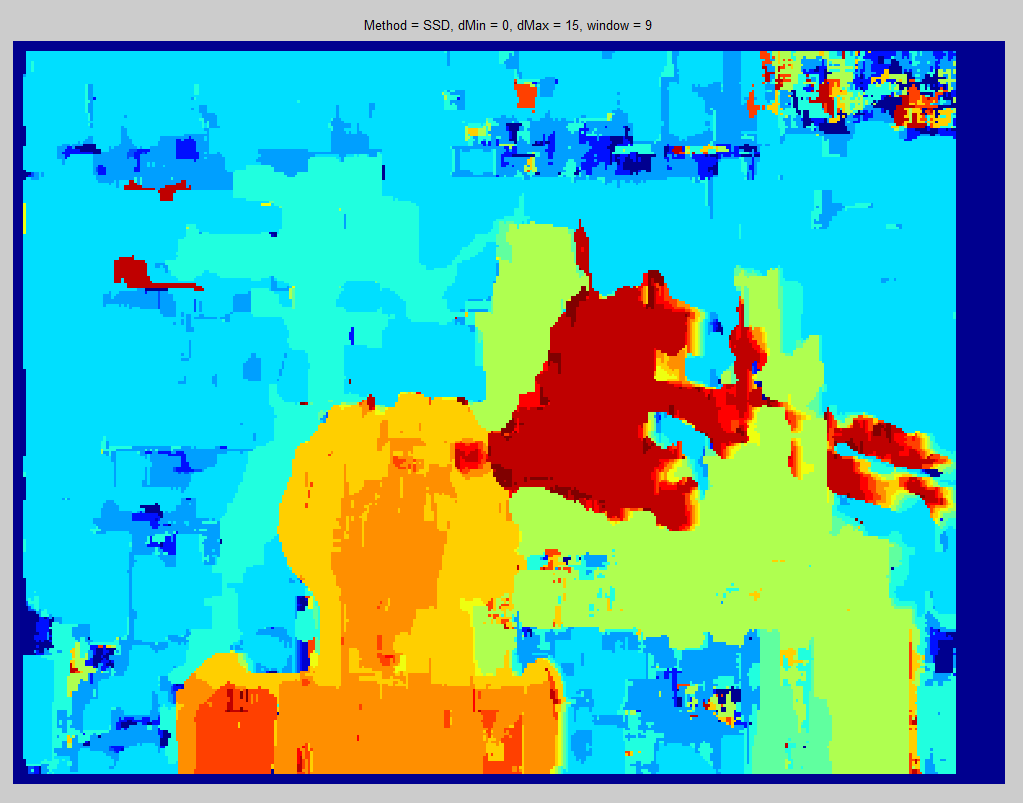 Method = SSD, dMin = 0, dMax = 15, window = 9